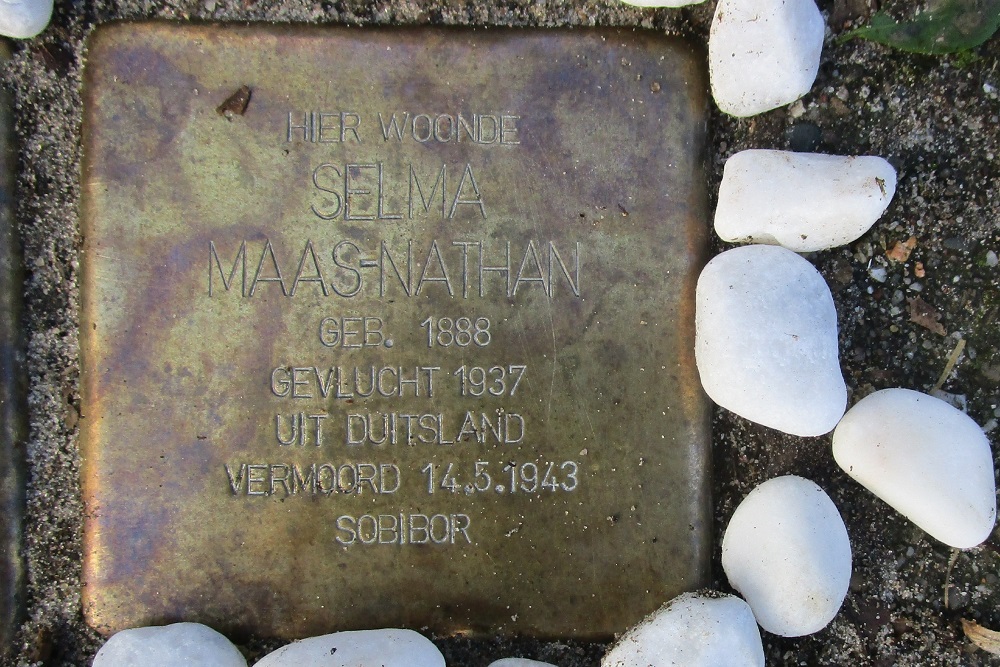 HIER WOONDE
SELMA
MAAS-NATHAN
GEB. 1888
GEVLUCHT 1937
UIT DUITSLAND
VERMOORD 14.5.1943
SOBIBOR